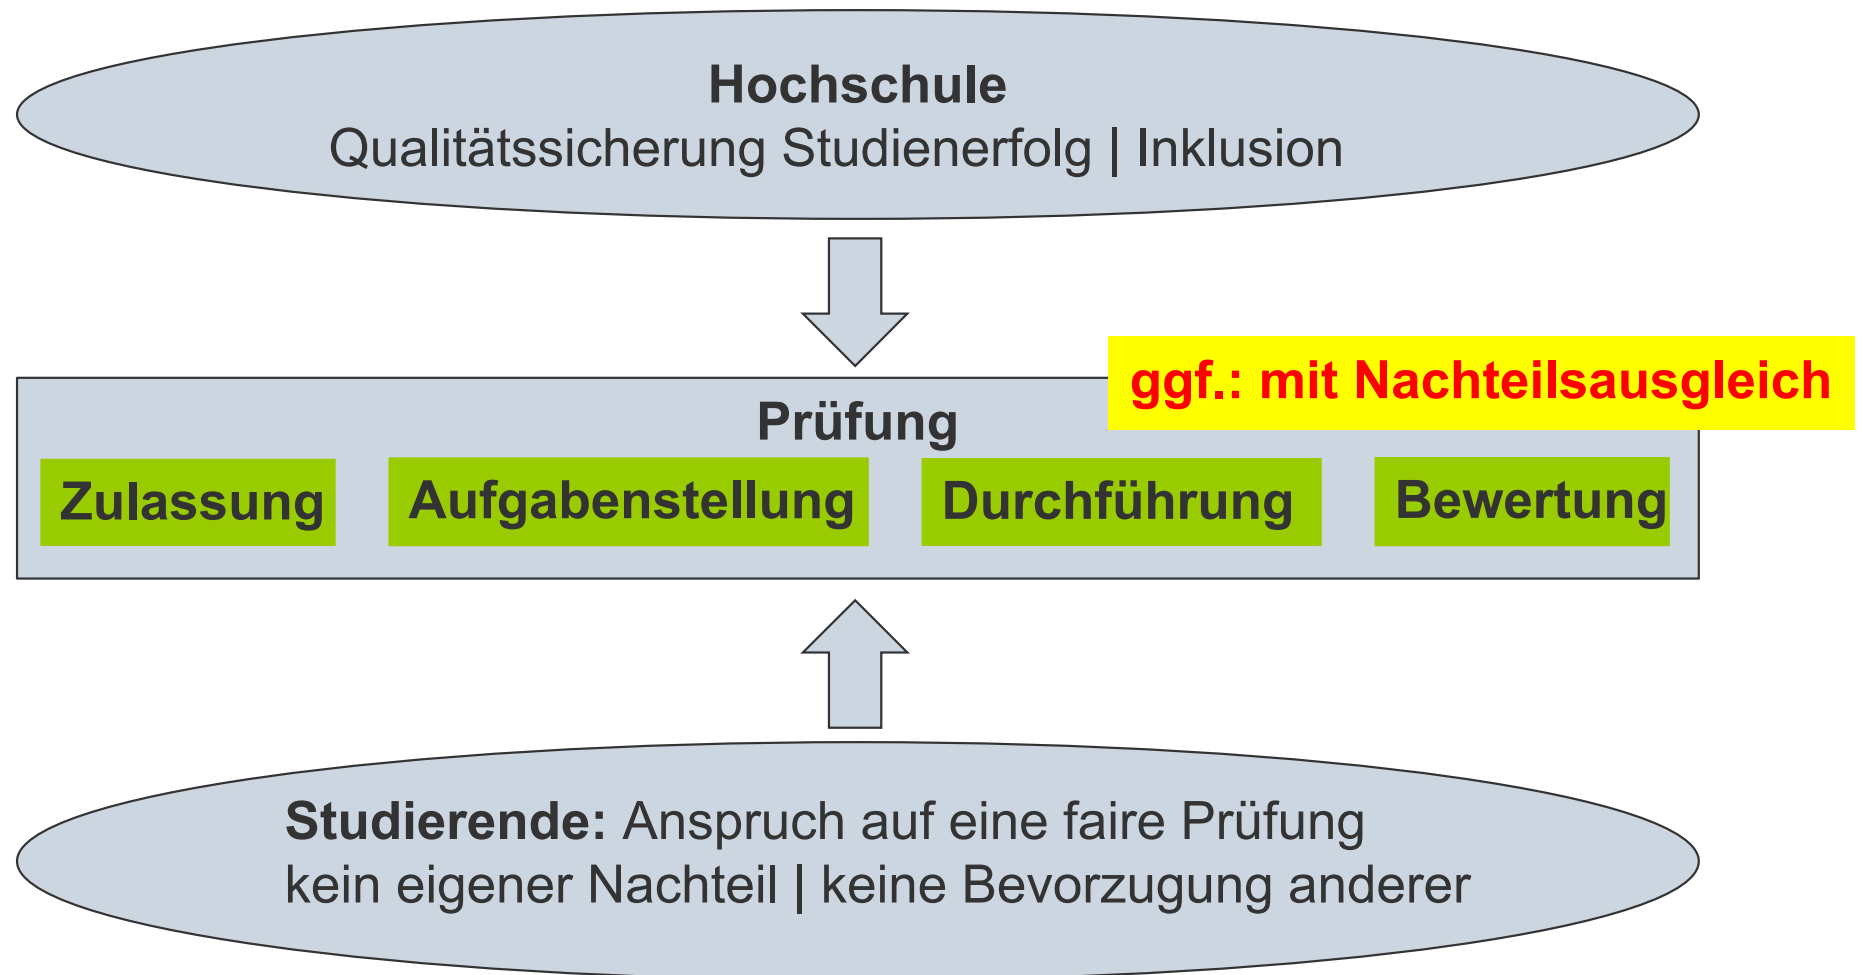 Hochschule
Qualitätssicherung Studienerfolg | Inklusion
ggf.: mit Nachteilsausgleich
Prüfung
Zulassung Aufgabenstellung Durchführung Bewertung
Studierende: Anspruch auf eine faire Prüfung
kein eigener Nachteil | keine Bevorzugung anderer